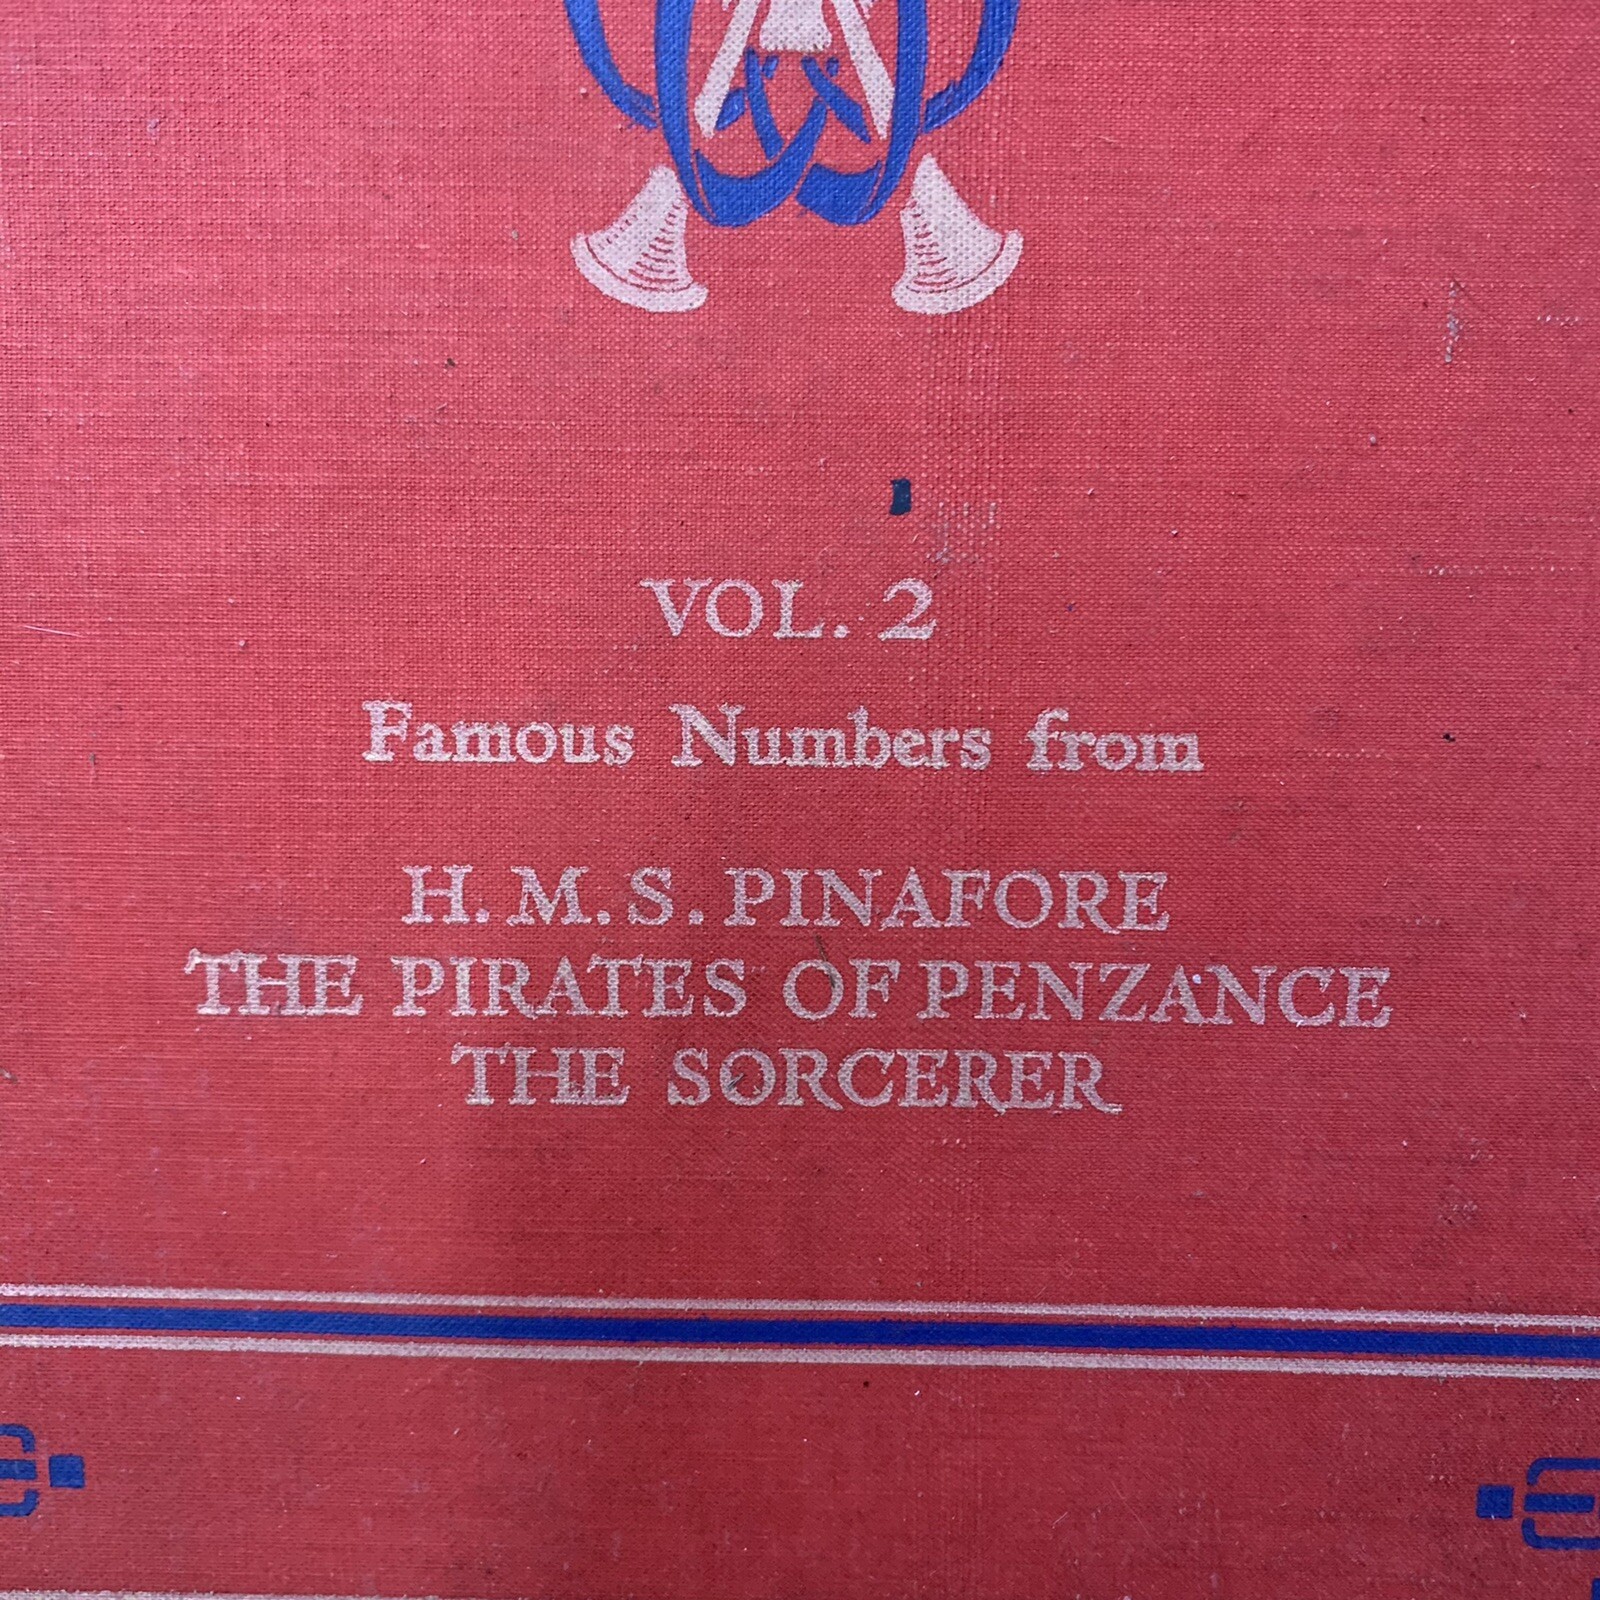 VOL. 2
Famous Numbers from
H. M. S. PINAFORE
THE PIRATES OF PENZANCE
THE SORCERER